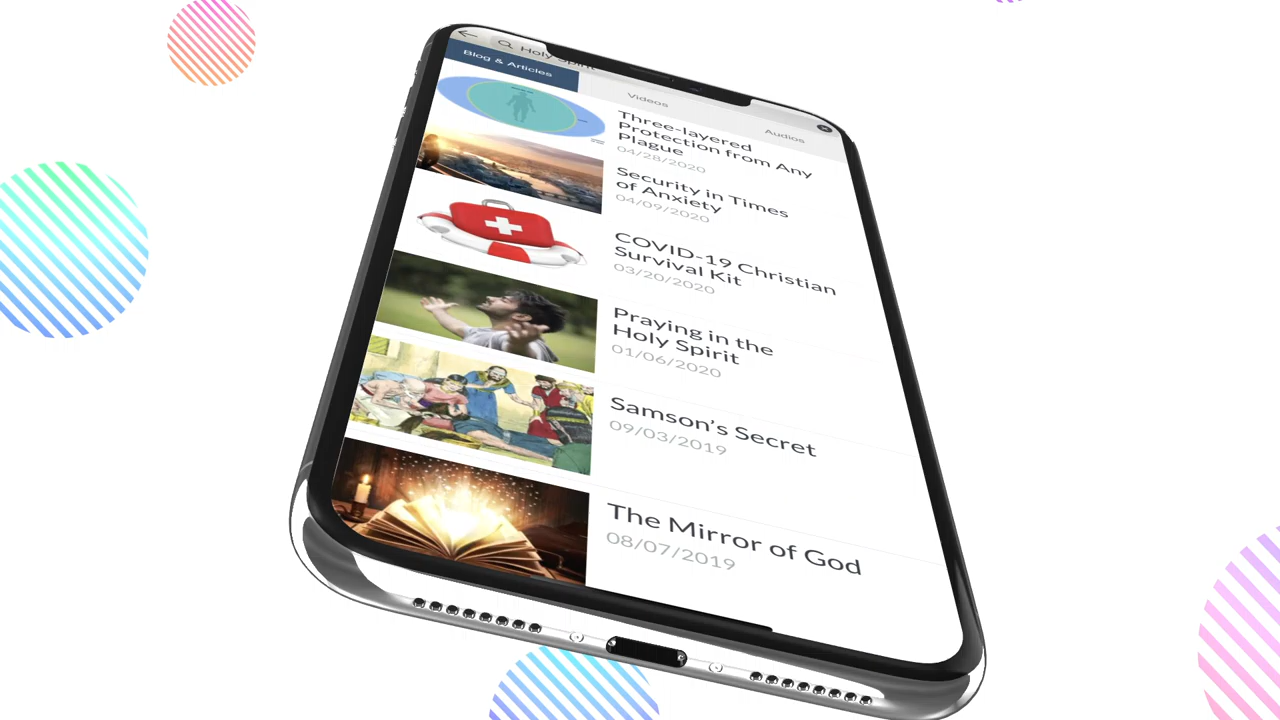 Holy Spirit
Blog & Articles
Videos
Audios
Three-layered
Protection from Any
Plague
04/28/2020
Security in Times
of Anxiety
04/09/2020
COVID-19 Christian
Survival Kit
03/20/2020
Praying in the
Holy Spirit
01/06/2020
Samson's Secret
09/03/2019
The Mirror of God
08/07/2019